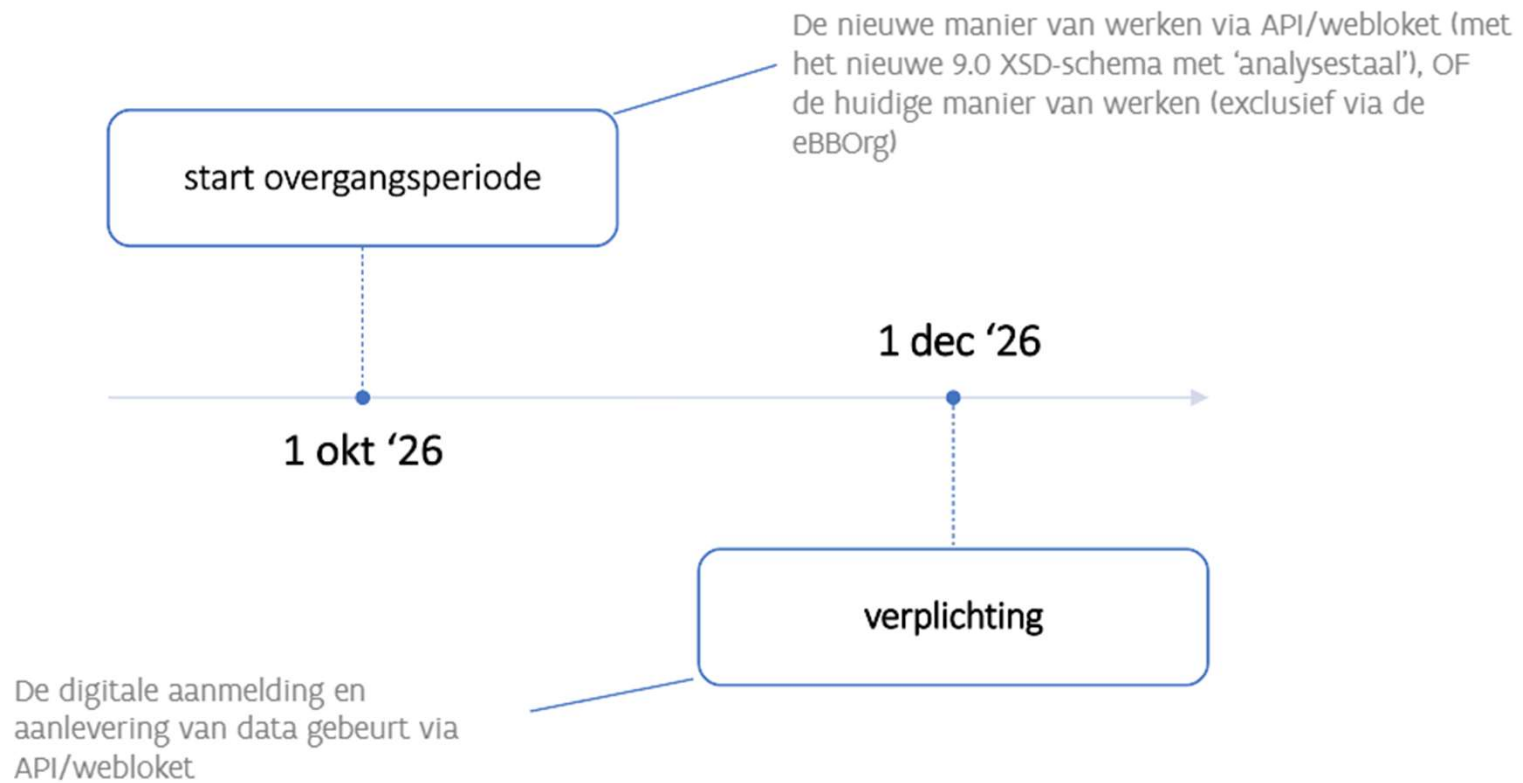 De nieuwe manier van werken via API/webloket (met
het nieuwe 9.0 XSD-schema met ‘analysestaal’), OF
de huidige manier van werken (exclusief via de
eBBOrg)
start overgangsperiode
1 dec ‘26
1 okt ‘26
verplichting
De digitale aanmelding en
aanlevering van data gebeurt via
API/webloket